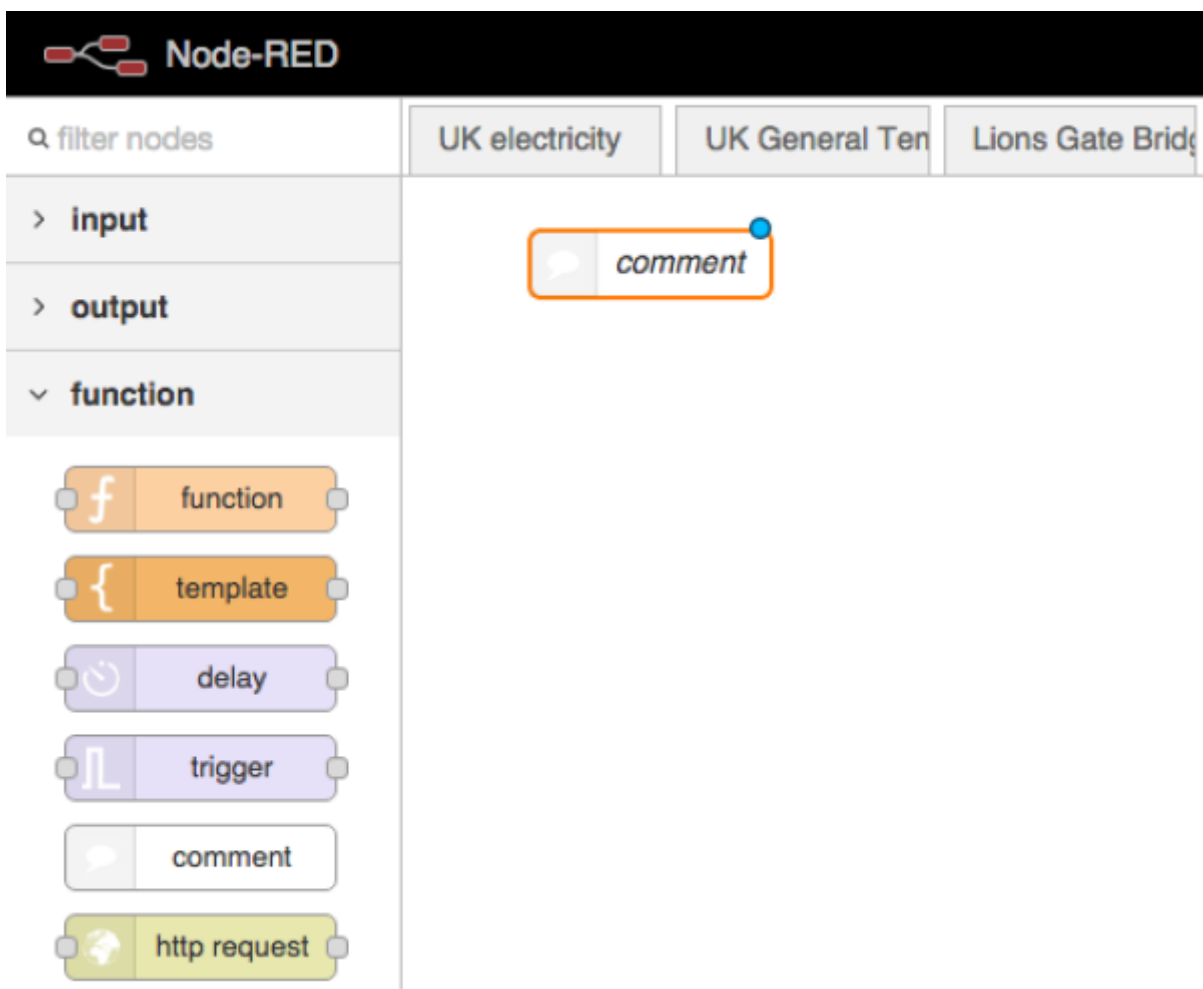 Node-RED
filter nodes
UK electricity
UK General Ten
Lions Gate Bridg
input
comment
output
function
function
template
delay
trigger
comment
http request